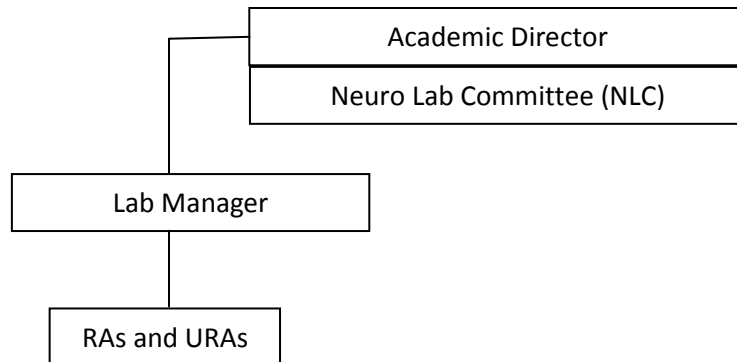 Academic Director
Neuro Lab Committee (NLC)
Lab Manager
RAs and URAs